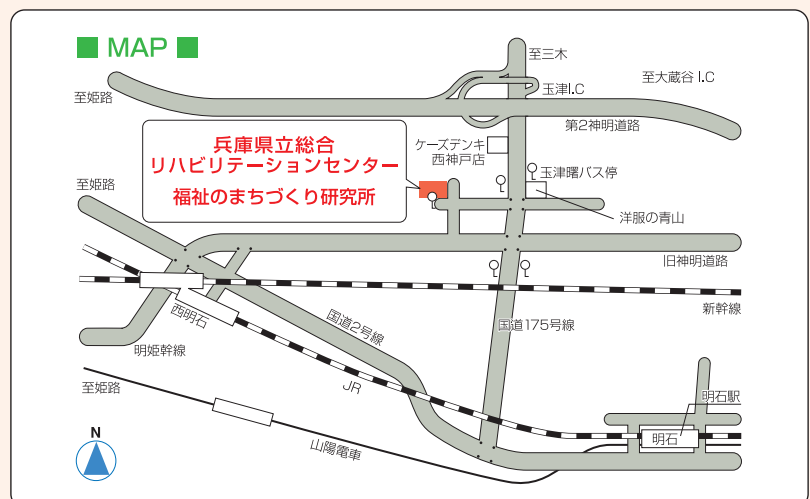 MAP
至三木
至大蔵谷 I.C
玉津I.C
至姫路
第2神明道路
兵庫県立総合
リハビリテーションセンター
福祉のまちづくり研究所
ケーズデンキ
西神戸店
玉津曙バス停
至姫路
洋服の青山
旧神明道路
新幹線
西明石
国道2号線
国道175号線
明姫幹線
至姫路
JR
明石駅
明石
山陽電車
N